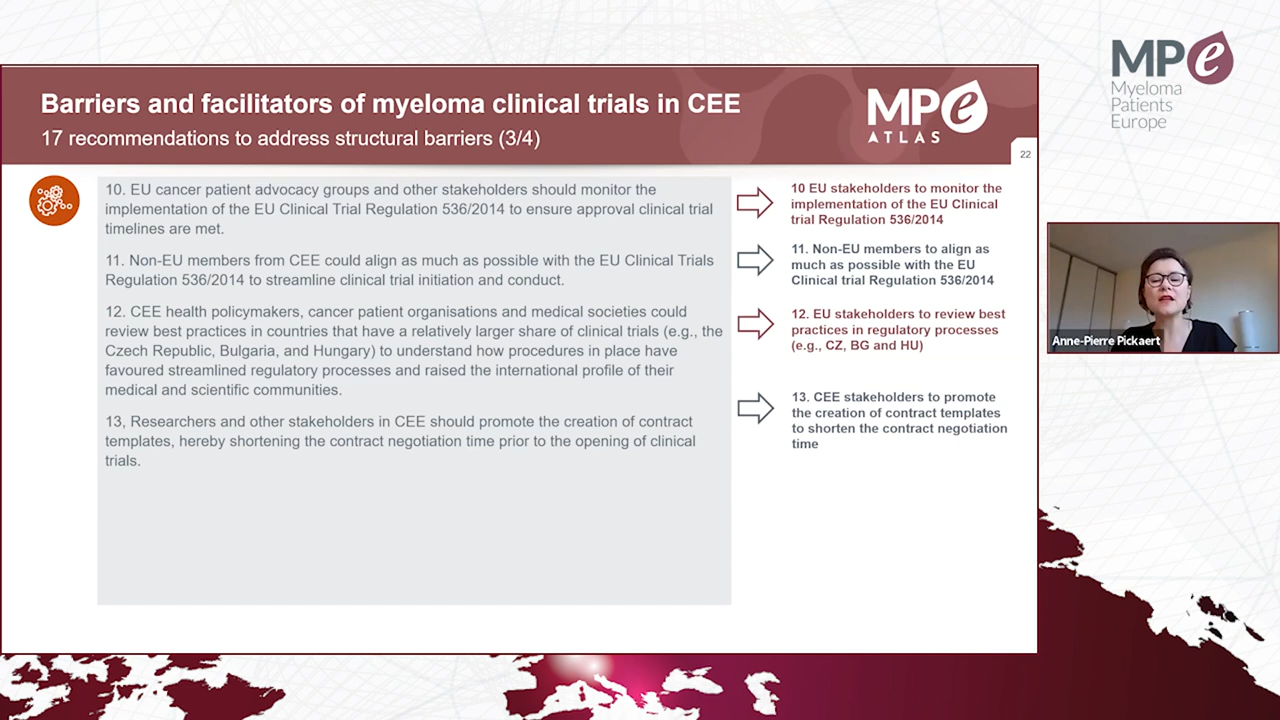 Barriers and facilitators of myeloma clinical trials in CEE
17 recommendations to address structural barriers (3/4)
MPe
ATLAS
22
10. EU cancer patient advocacy groups and other stakeholders should monitor the
implementation of the EU Clinical Trial Regulation 536/2014 to ensure approval clinical trial
timelines are met.
11. Non-EU members from CEE could align as much as possible with the EU Clinical Trials
Regulation 536/2014 to streamline clinical trial initiation and conduct.
12. CEE health policymakers, cancer patient organisations and medical societies could
review best practices in countries that have a relatively larger share of clinical trials (e.g., the
Czech Republic, Bulgaria, and Hungary) to understand how procedures in place have
favoured streamlined regulatory processes and raised the international profile of their
medical and scientific communities.
13, Researchers and other stakeholders in CEE should promote the creation of contract
templates, hereby shortening the contract negotiation time prior to the opening of clinical
trials.
10 EU stakeholders to monitor the
implementation of the EU Clinical
trial Regulation 536/2014
11. Non-EU members to align as
much as possible with the EU
Clinical trial Regulation 536/2014
12. EU stakeholders to review best
practices in regulatory processes
(e.g., CZ, BG and HU)
13. CEE stakeholders to promote
the creation of contract templates
to shorten the contract negotiation
time
MPe
Myeloma
Patients
Europe
Anne-Pierre Pickaert